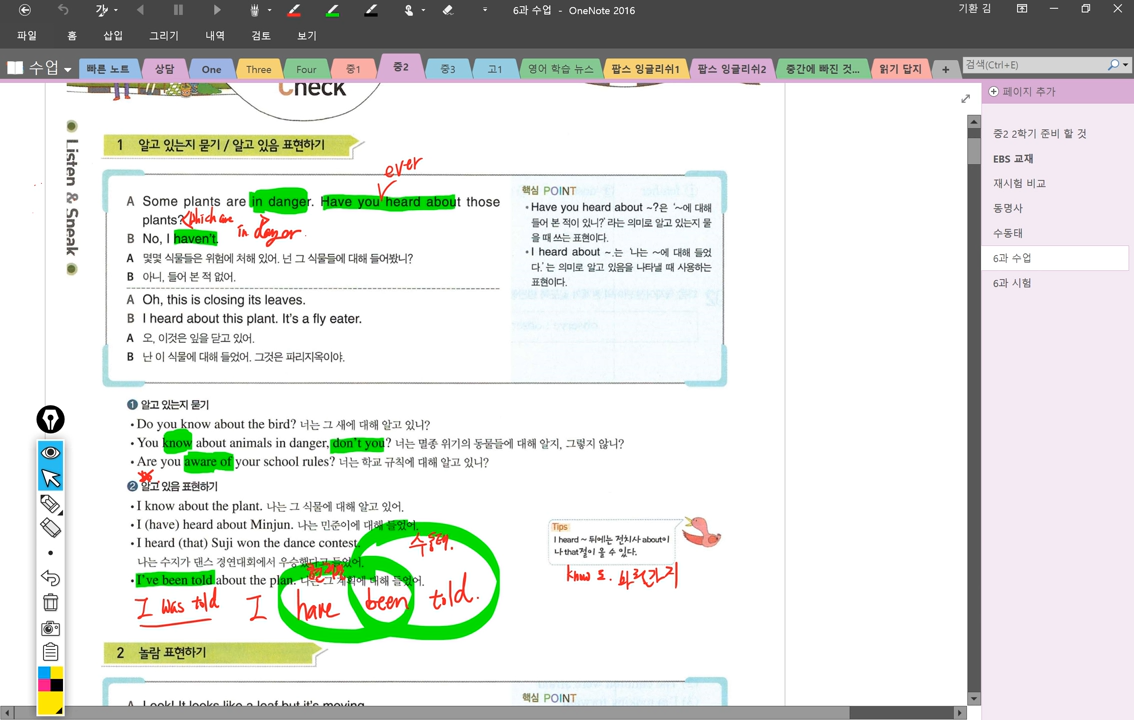 6과 수업 - OneNote 2016
기환 김
파일 홈 삽입 그리기 내역 검토 보기
수업
빠른 노트 상담 One Three Four 중1 중2 중3 고1 영어 학습 뉴스 팝스 잉글리쉬1 팝스 잉글리쉬2 중간에 빠진 것... 읽기 답지 +
검색(Ctrl+E)
페이지 추가
중2 2학기 준비 할 것
EBS 교재
재시험 비교
동명사
수동태
6과 수업
6과 시험
Check
Listen & Speak
1 알고 있는지 묻기 / 알고 있음 표현하기
ever
A Some plants are in danger. Have you heard about those
plants?
which are
in danger
B No, I haven't.
A 몇몇 식물들은 위험에 처해 있어. 넌 그 식물들에 대해 들어봤니?
B 아니, 들어 본 적 없어.
A Oh, this is closing its leaves.
B I heard about this plant. It's a fly eater.
A 오, 이것은 잎을 닫고 있어.
B 난 이 식물에 대해 들었어. 그것은 파리지옥이야.
핵심 POINT
• Have you heard about ~?은 '~에 대해
들어 본 적이 있니?' 라는 의미로 알고 있는지 물
을 때 쓰는 표현이다.
• I heard about ~.는 '나는 ~에 대해 들었
다.'는 의미로 알고 있음을 나타낼 때 사용하는
표현이다.
1 알고 있는지 묻기
• Do you know about the bird? 너는 그 새에 대해 알고 있니?
• You know about animals in danger, don't you? 너는 멸종 위기의 동물들에 대해 알지, 그렇지 않니?
• Are you aware of your school rules? 너는 학교 규칙에 대해 알고 있니?
2 알고 있음 표현하기
• I know about the plant. 나는 그 식물에 대해 알고 있어.
• I (have) heard about Minjun. 나는 민준이에 대해 들었어.
• I heard (that) Suji won the dance contest.
나는 수지가 댄스 경연대회에서 우승했다고 들었어.
• I've been told about the plan. 나는 그 계획에 대해 들었어.
수동태.
I was told I have been told.
Tips
I heard ~ 뒤에는 전치사 about이
나 that절이 올 수 있다.
know 도. 마찬가지
2 놀람 표현하기
A Look! It looks like a leaf but it's moving.
핵심 POINT